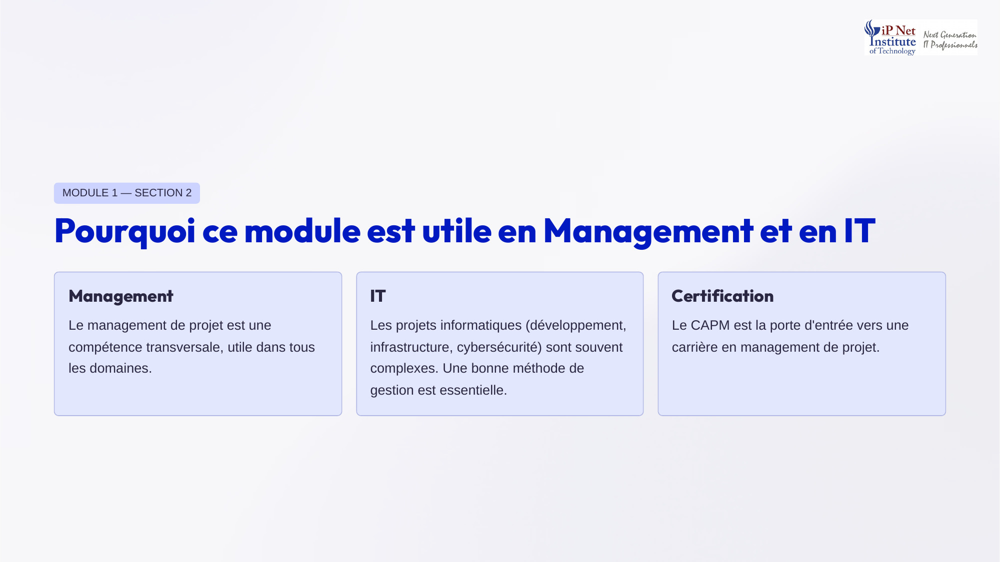 iP Net
Institute
of Technology
Next Generation
IT Professionnels
MODULE 1 — SECTION 2
Pourquoi ce module est utile en Management et en IT
Management
Le management de projet est une
compétence transversale, utile dans tous
les domaines.
IT
Les projets informatiques (développement,
infrastructure, cybersécurité) sont souvent
complexes. Une bonne méthode de
gestion est essentielle.
Certification
Le CAPM est la porte d'entrée vers une
carrière en management de projet.